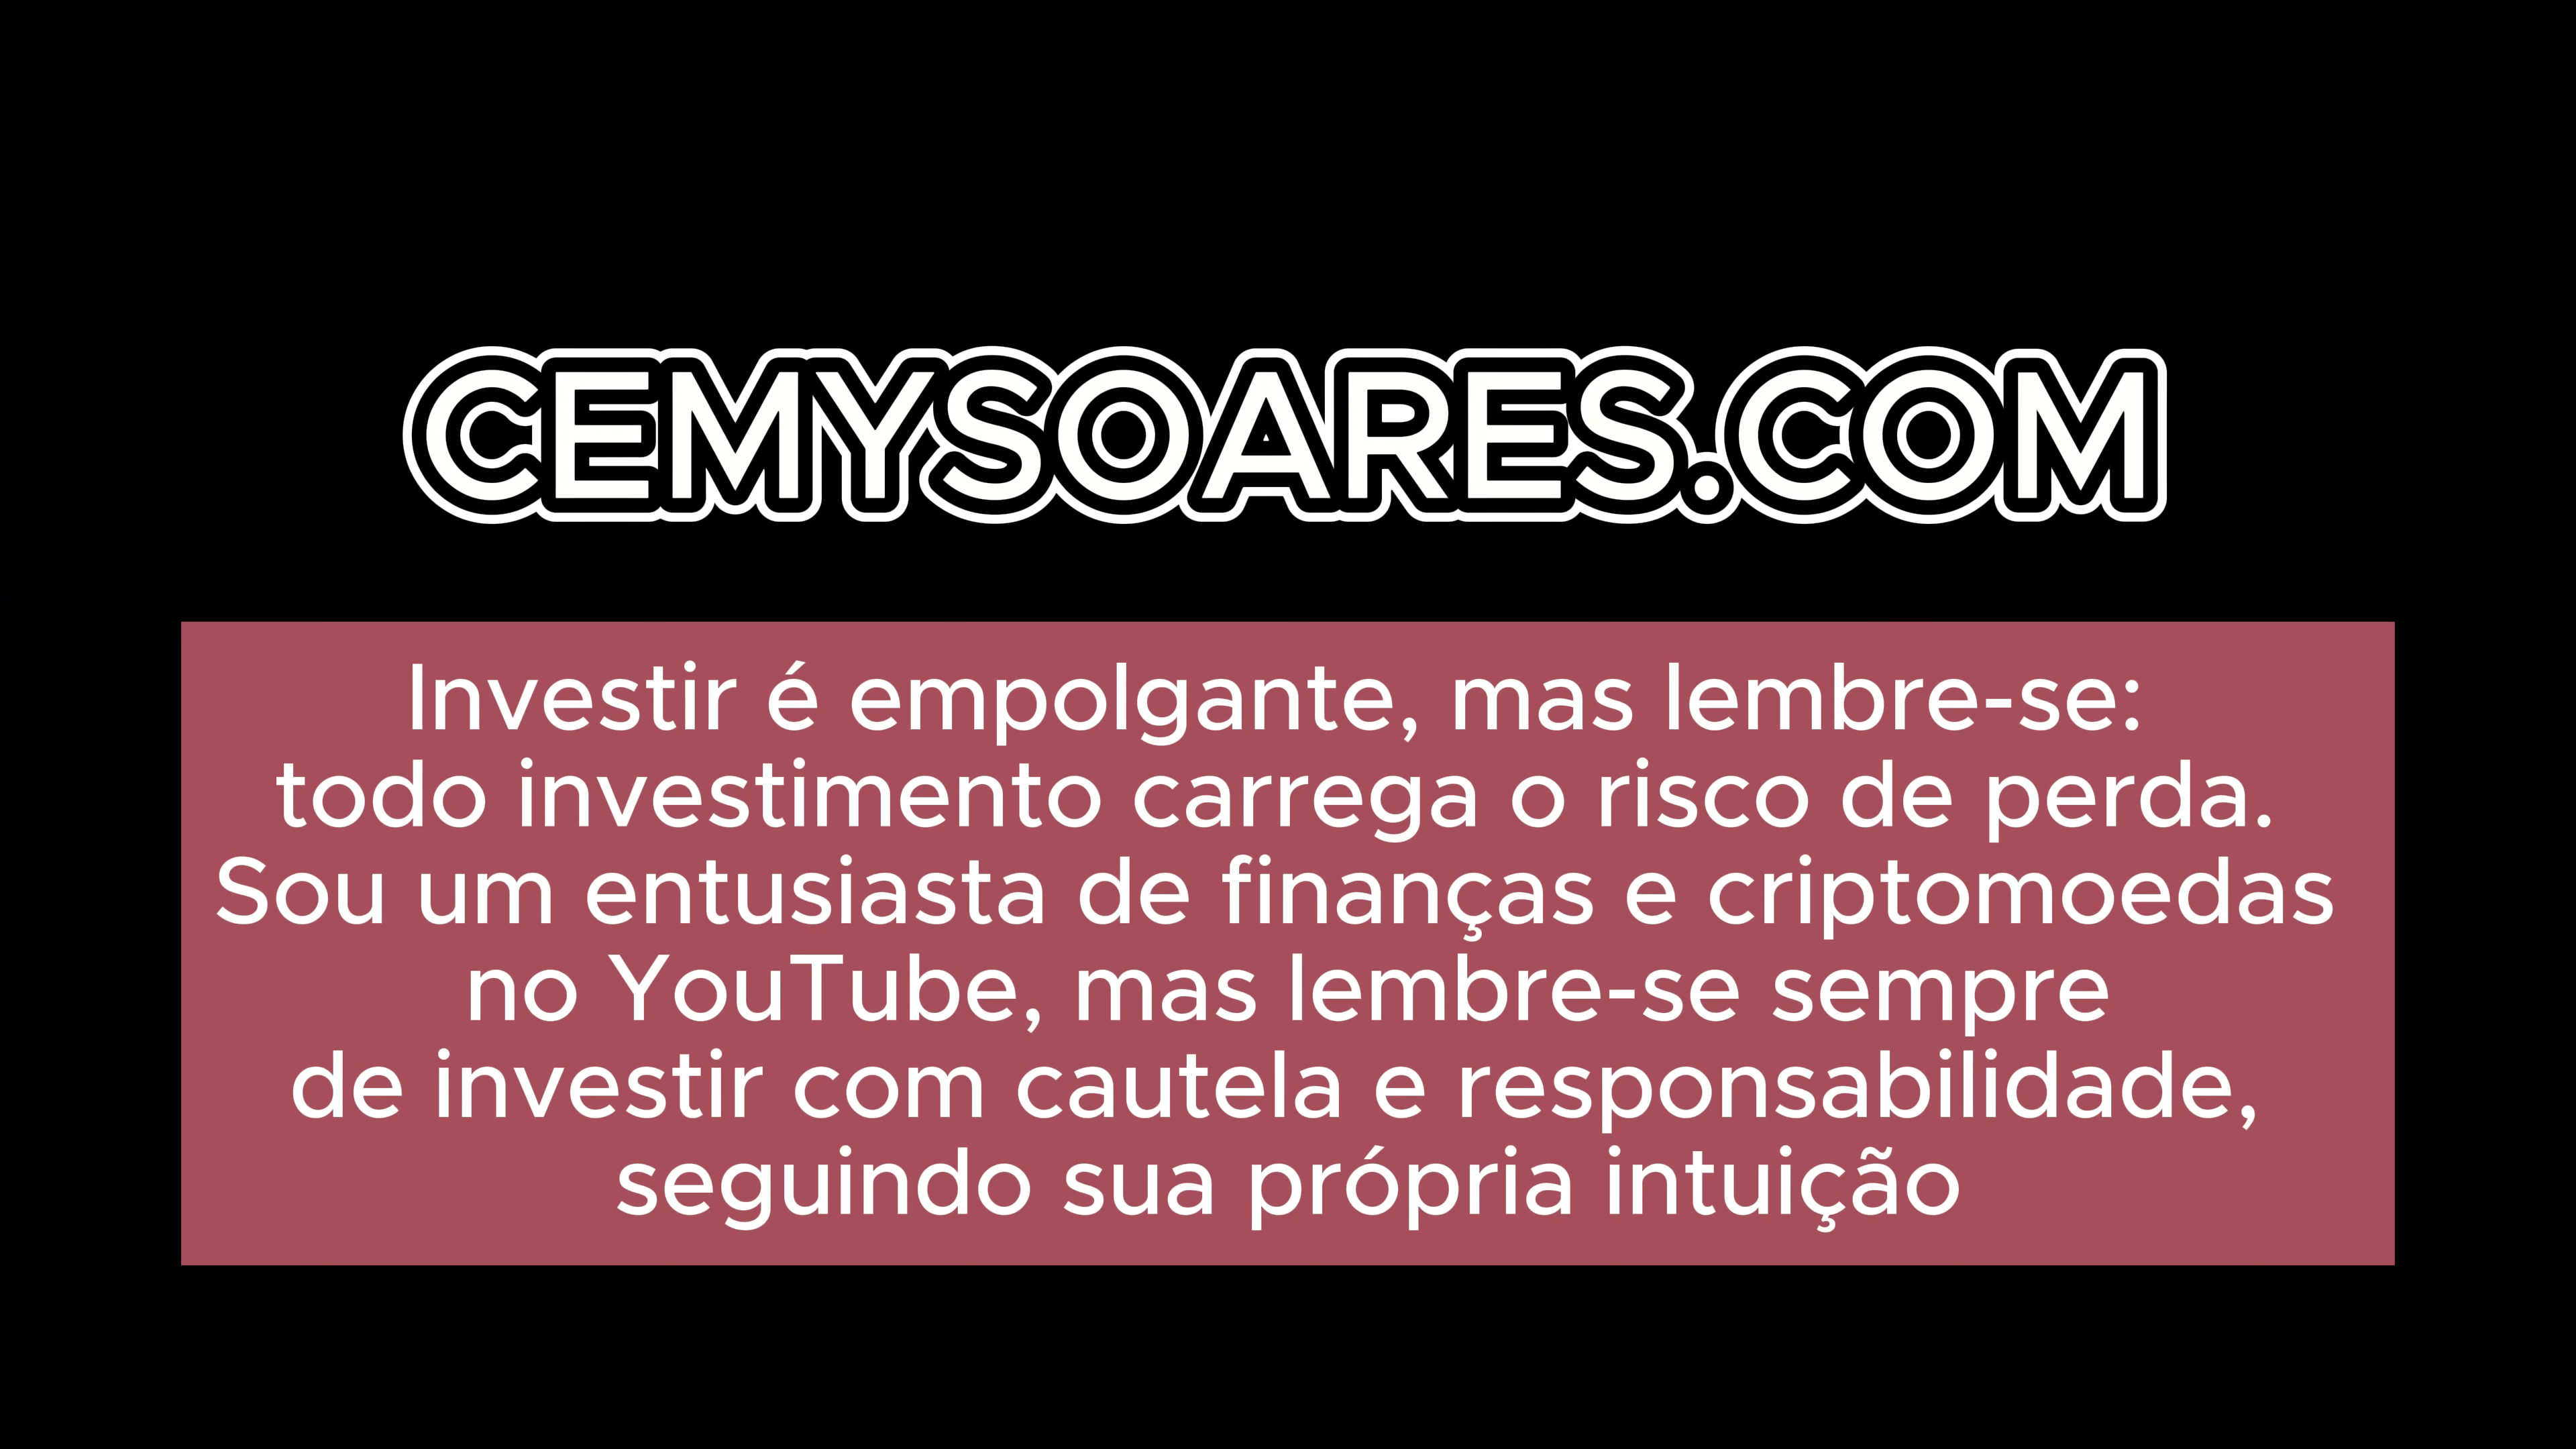 CEMYSOARES.COM
Investir é empolgante, mas lembre-se:
todo investimento carrega o risco de perda.
Sou um entusiasta de finanças e criptomoedas
no YouTube, mas lembre-se sempre
de investir com cautela e responsabilidade,
seguindo sua própria intuição